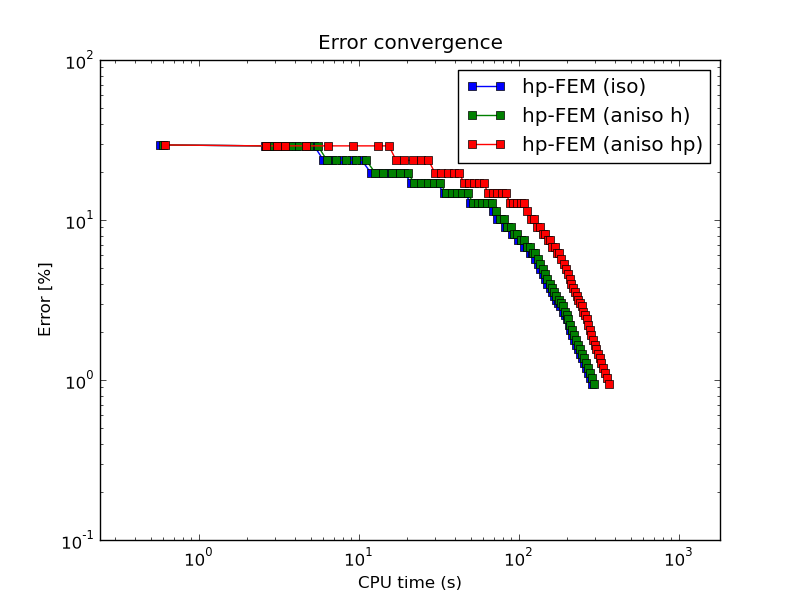 Error convergence
hp-FEM (iso)
hp-FEM (aniso h)
hp-FEM (aniso hp)
Error [%]
10^2
10^1
10^0
10^-1
10^0 10^1 10^2 10^3
CPU time (s)